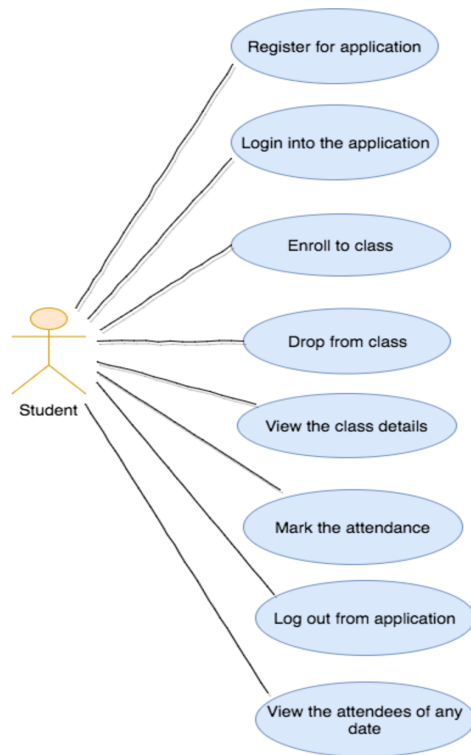 Register for application
Login into the application
Enroll to class
Drop from class
Student
View the class details
Mark the attendance
Log out from application
View the attendees of any
date